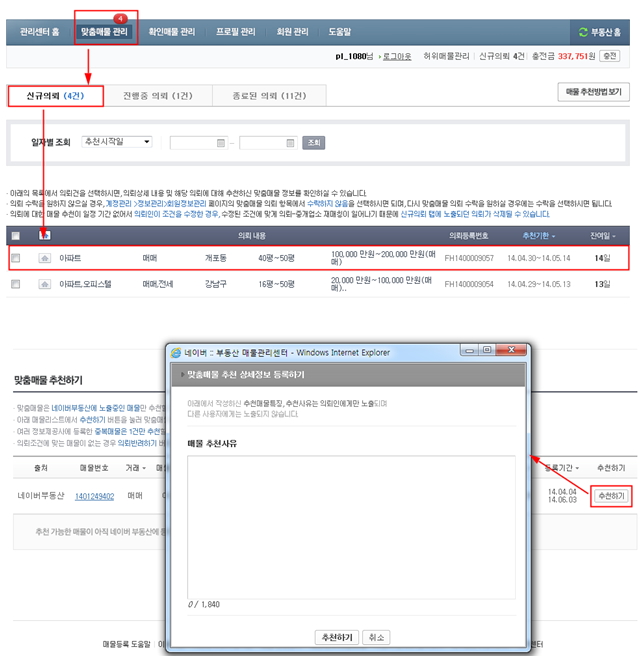 4
관리센터 홈 맞춤매물 관리 확인매물 관리 프로필 관리 회원 관리 도움말 부동산 홈
pl_1080님 › 로그아웃 허위매물관리 신규의뢰 4건 충전금 337,751원 충전
신규의뢰 (4건) 진행중 의뢰 (1건) 종료된 의뢰 (11건) 매물 추천방법 보기
일자별 조회 추천시작일 ~ 조회
· 아래의 목록에서 의뢰건을 선택하시면, 의뢰상세 내용 및 해당 의뢰에 대해 추천하신 맞춤매물 정보를 확인하실 수 있습니다.
· 의뢰 수락을 원하지 않으실 경우, 계정관리 >정보관리>회원정보관리 페이지의 맞춤매물 의뢰 항목에서 수락하지 않음을 선택하시면 되며, 다시 맞춤매물 의뢰 수락을 원하실 경우에는 수락을 선택하시면 됩니다.
· 의뢰에 대한 매물 추천이 일정 기간 없어서 의뢰인이 조건을 수정한 경우, 수정된 조건에 맞게 의뢰-중개업소 재매칭이 일어나기 때문에 신규의뢰 탭에 노출된 의뢰가 삭제될 수 있습니다.
의뢰 내용 의뢰등록번호 추천기한 잔여일
아파트 매매 개포동 40평~50평 100,000 만원~200,000 만원(매매) FH1400009057 14.04.30~14.05.14 14일
아파트,오피스텔 매매,전세 강남구 16평~50평 20,000 만원~100,000 만원(매매).. FH1400009054 14.04.29~14.05.13 13일
네이버 :: 부동산 매물관리센터 - Windows Internet Explorer
맞춤매물 추천 상세정보 등록하기
아래에서 작성하신 추천매물특징, 추천사유는 의뢰인에게만 노출되며
다른 사용자에게는 노출되지 않습니다.
매물 추천사유
0 / 1,840
추천하기 취소
맞춤매물 추천하기
· 맞춤매물은 네이버부동산에 노출중인 매물만 추천할
· 아래 매물리스트에서 추천하기 버튼을 눌러 맞춤매물
· 여러 정보제공사에 등록한 중복매물은 1건만 추천
· 의뢰조건에 맞는 매물이 없는 경우 의뢰반려하기 버
출처 매물번호 거래 매물 등록기간 추천하기
네이버부동산 1401249402 매매 14.04.04 추천하기
14.06.03
추천 가능한 매물이 아직 네이버 부동산에 등
매물등록 도움말 센터